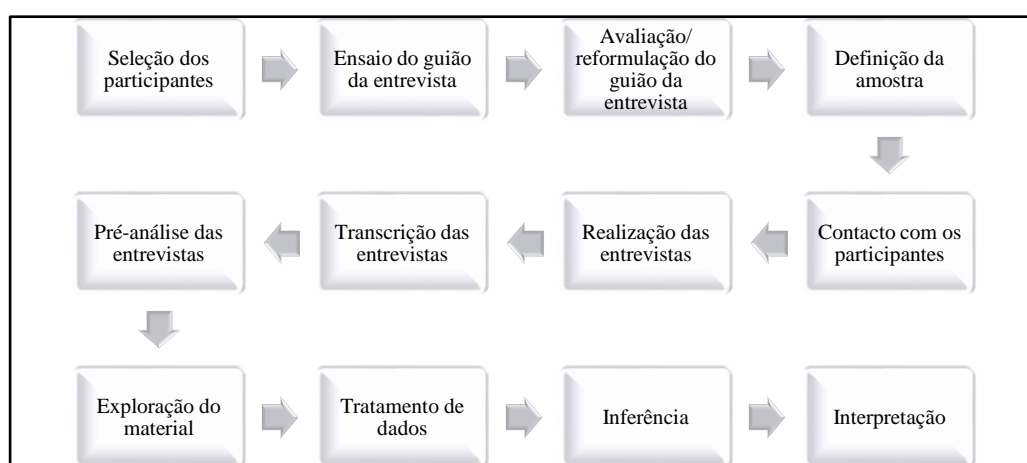 Seleção dos
participantes
Ensaio do guião
da entrevista
Avaliação/
reformulação do
guião da
entrevista
Definição da
amostra
Contacto com os
participantes
Realização das
entrevistas
Transcrição das
entrevistas
Pré-análise das
entrevistas
Exploração do
material
Tratamento de
dados
Inferência
Interpretação